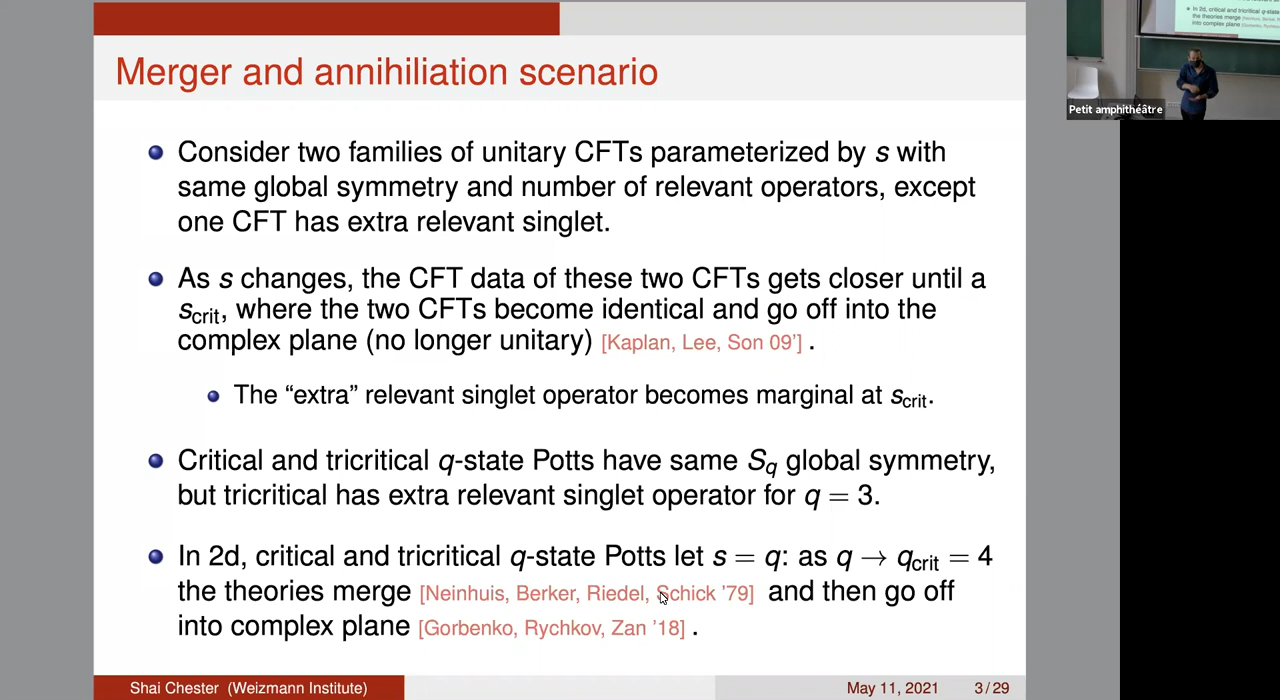 Merger and annihiliation scenario
Consider two families of unitary CFTs parameterized by s with
same global symmetry and number of relevant operators, except
one CFT has extra relevant singlet.
As s changes, the CFT data of these two CFTs gets closer until a
s_crit, where the two CFTs become identical and go off into the
complex plane (no longer unitary) [Kaplan, Lee, Son 09'] .
The “extra” relevant singlet operator becomes marginal at s_crit.
Critical and tricritical q-state Potts have same S_q global symmetry,
but tricritical has extra relevant singlet operator for q = 3.
In 2d, critical and tricritical q-state Potts let s = q: as q → q_crit = 4
the theories merge [Neinhuis, Berker, Riedel, Schick '79] and then go off
into complex plane [Gorbenko, Rychkov, Zan '18] .
Shai Chester (Weizmann Institute)
May 11, 2021
3 / 29
Petit amphithéâtre